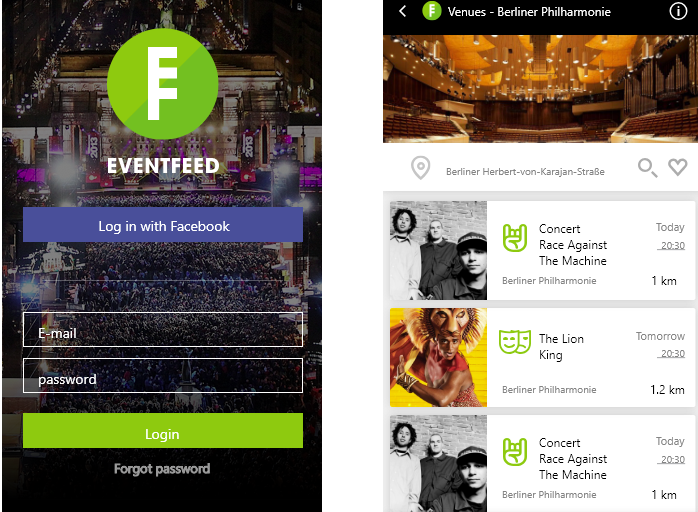 EVENTFEED
Log in with Facebook
E-mail
password
Login
Forgot password
Venues - Berliner Philharmonie
Berliner Herbert-von-Karajan-Straße
Concert
Race Against
The Machine
Today
20:30
Berliner Philharmonie
1 km
The Lion
King
Tomorrow
20:30
Berliner Philharmonie
1.2 km
Concert
Race Against
The Machine
Today
20:30
Berliner Philharmonie
1 km